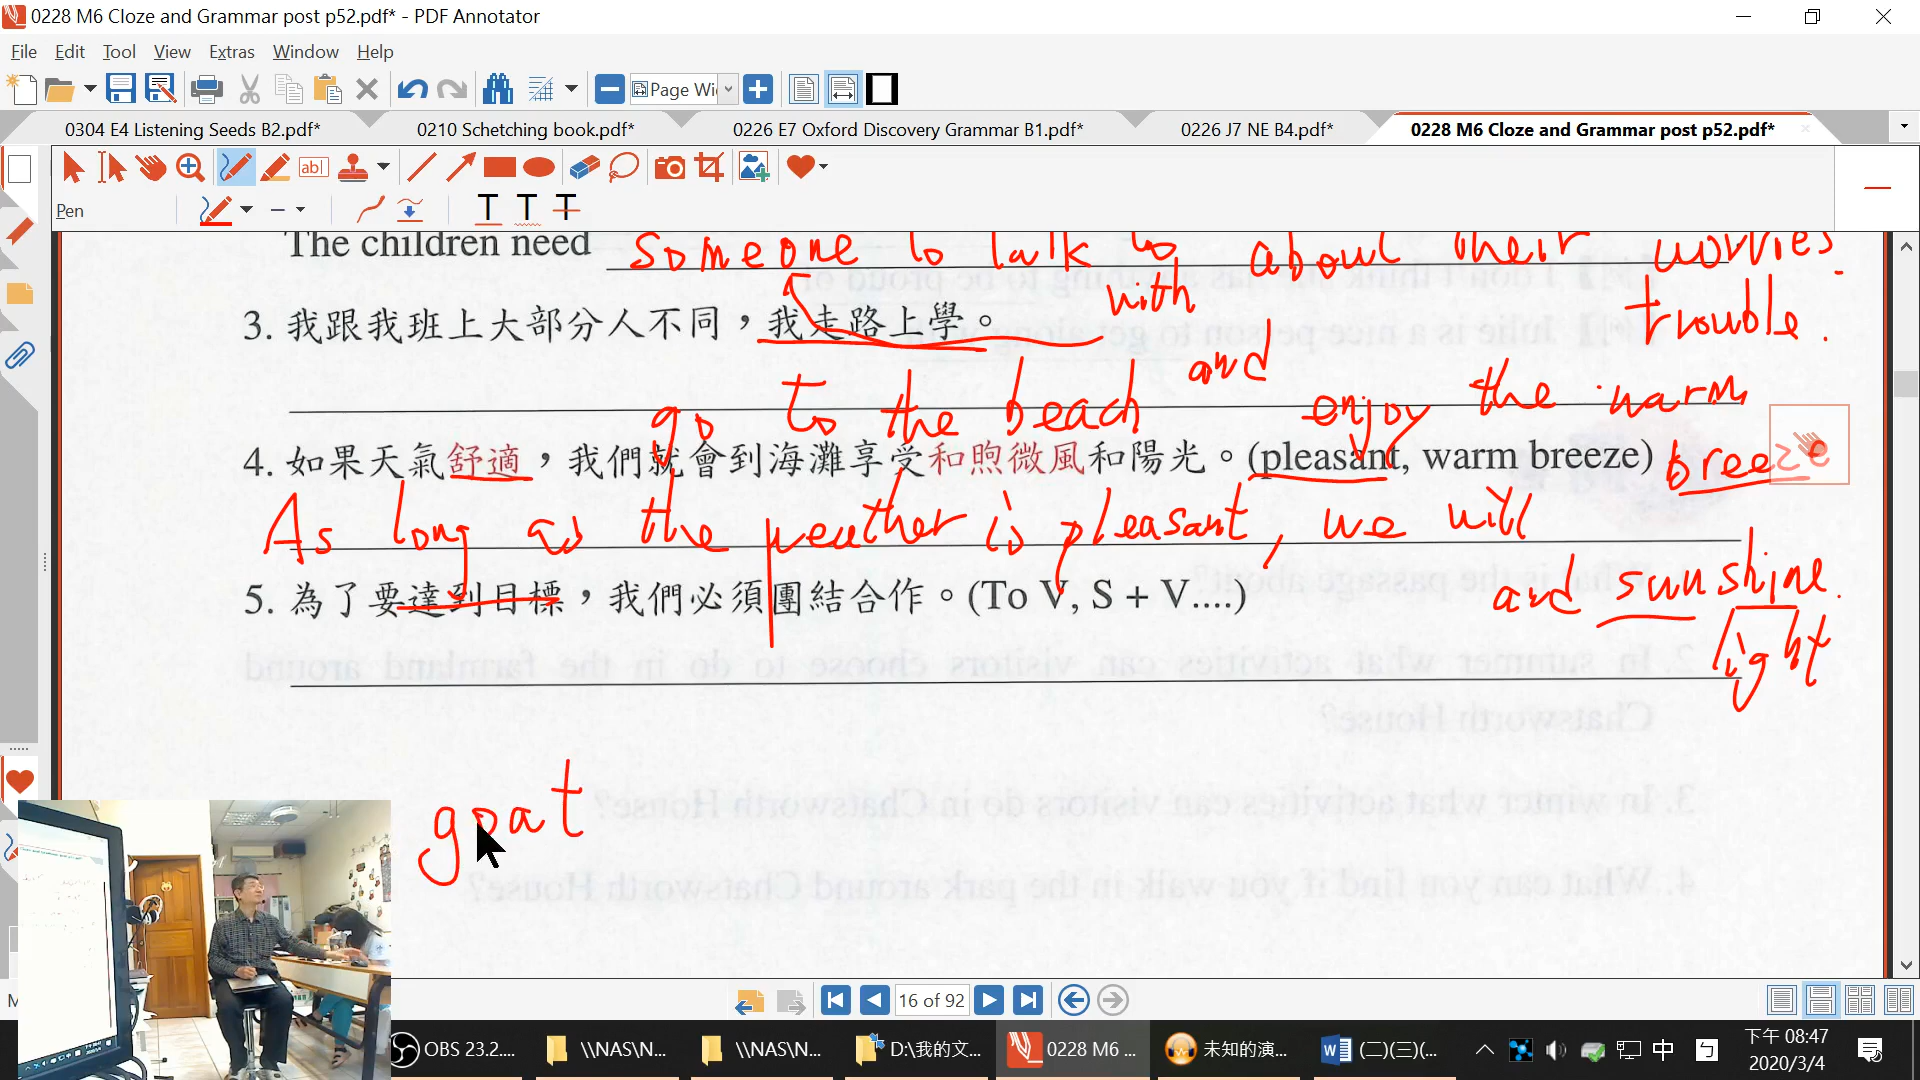 0228 M6 Cloze and Grammar post p52.pdf* - PDF Annotator
File Edit Tool View Extras Window Help
Page Wi
0304 E4 Listening Seeds B2.pdf* 0210 Schetching book.pdf* 0226 E7 Oxford Discovery Grammar B1.pdf* 0226 J7 NE B4.pdf* 0228 M6 Cloze and Grammar post p52.pdf*
Pen
The children need someone to talk to about their worries.
with trouble.
3. 我跟我班上大部分人不同，我走路上學。
go to the beach and enjoy the warm
4. 如果天氣舒適，我們就會到海灘享受和煦微風和陽光。(pleasant, warm breeze) breeze
As long as the weather is pleasant, we will
and sunshine.
5. 為了要達到目標，我們必須團結合作。(To V, S + V....)
light
goat
16 of 92
OBS 23.2.... \\NAS\N... \\NAS\N... D:\我的文... 0228 M6 ... 未知的演... (二)(三)(... 中 ㄅ 下午 08:47
2020/3/4